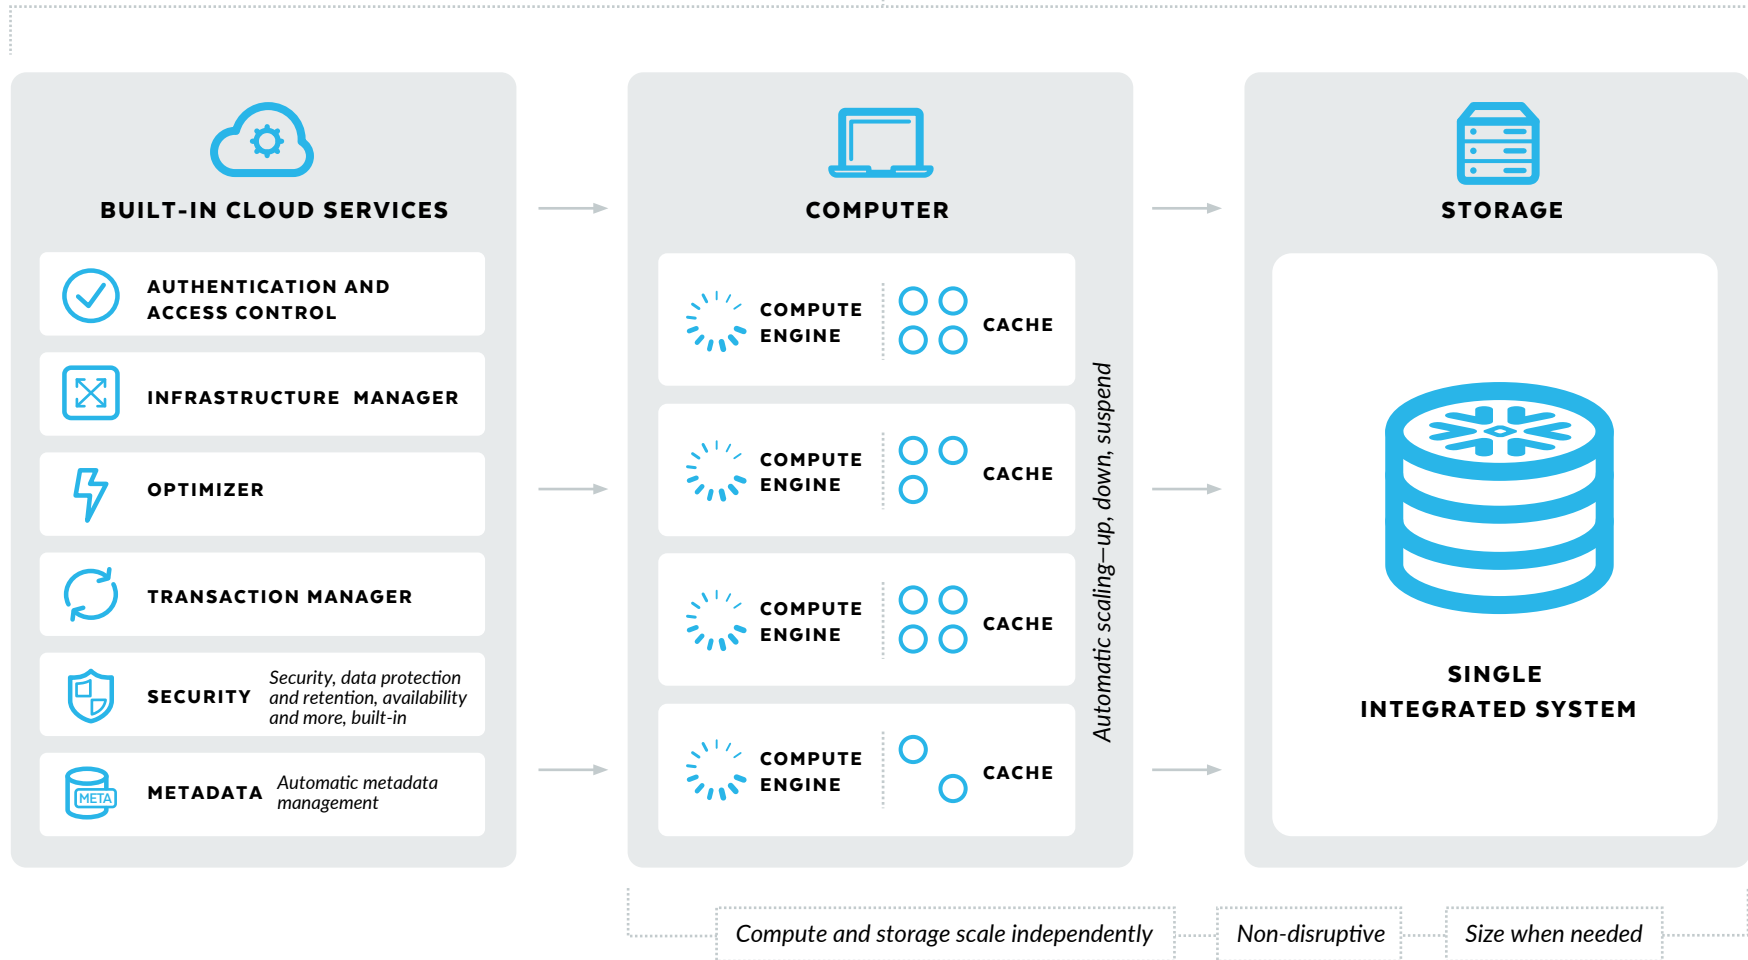 BUILT-IN CLOUD SERVICES
AUTHENTICATION AND
ACCESS CONTROL
INFRASTRUCTURE MANAGER
OPTIMIZER
TRANSACTION MANAGER
SECURITY
Security, data protection
and retention, availability
and more, built-in
META
METADATA
Automatic metadata
management
COMPUTER
COMPUTE
ENGINE
CACHE
COMPUTE
ENGINE
CACHE
COMPUTE
ENGINE
CACHE
COMPUTE
ENGINE
CACHE
Automatic scaling—up, down, suspend
STORAGE
SINGLE
INTEGRATED SYSTEM
Compute and storage scale independently
Non-disruptive
Size when needed